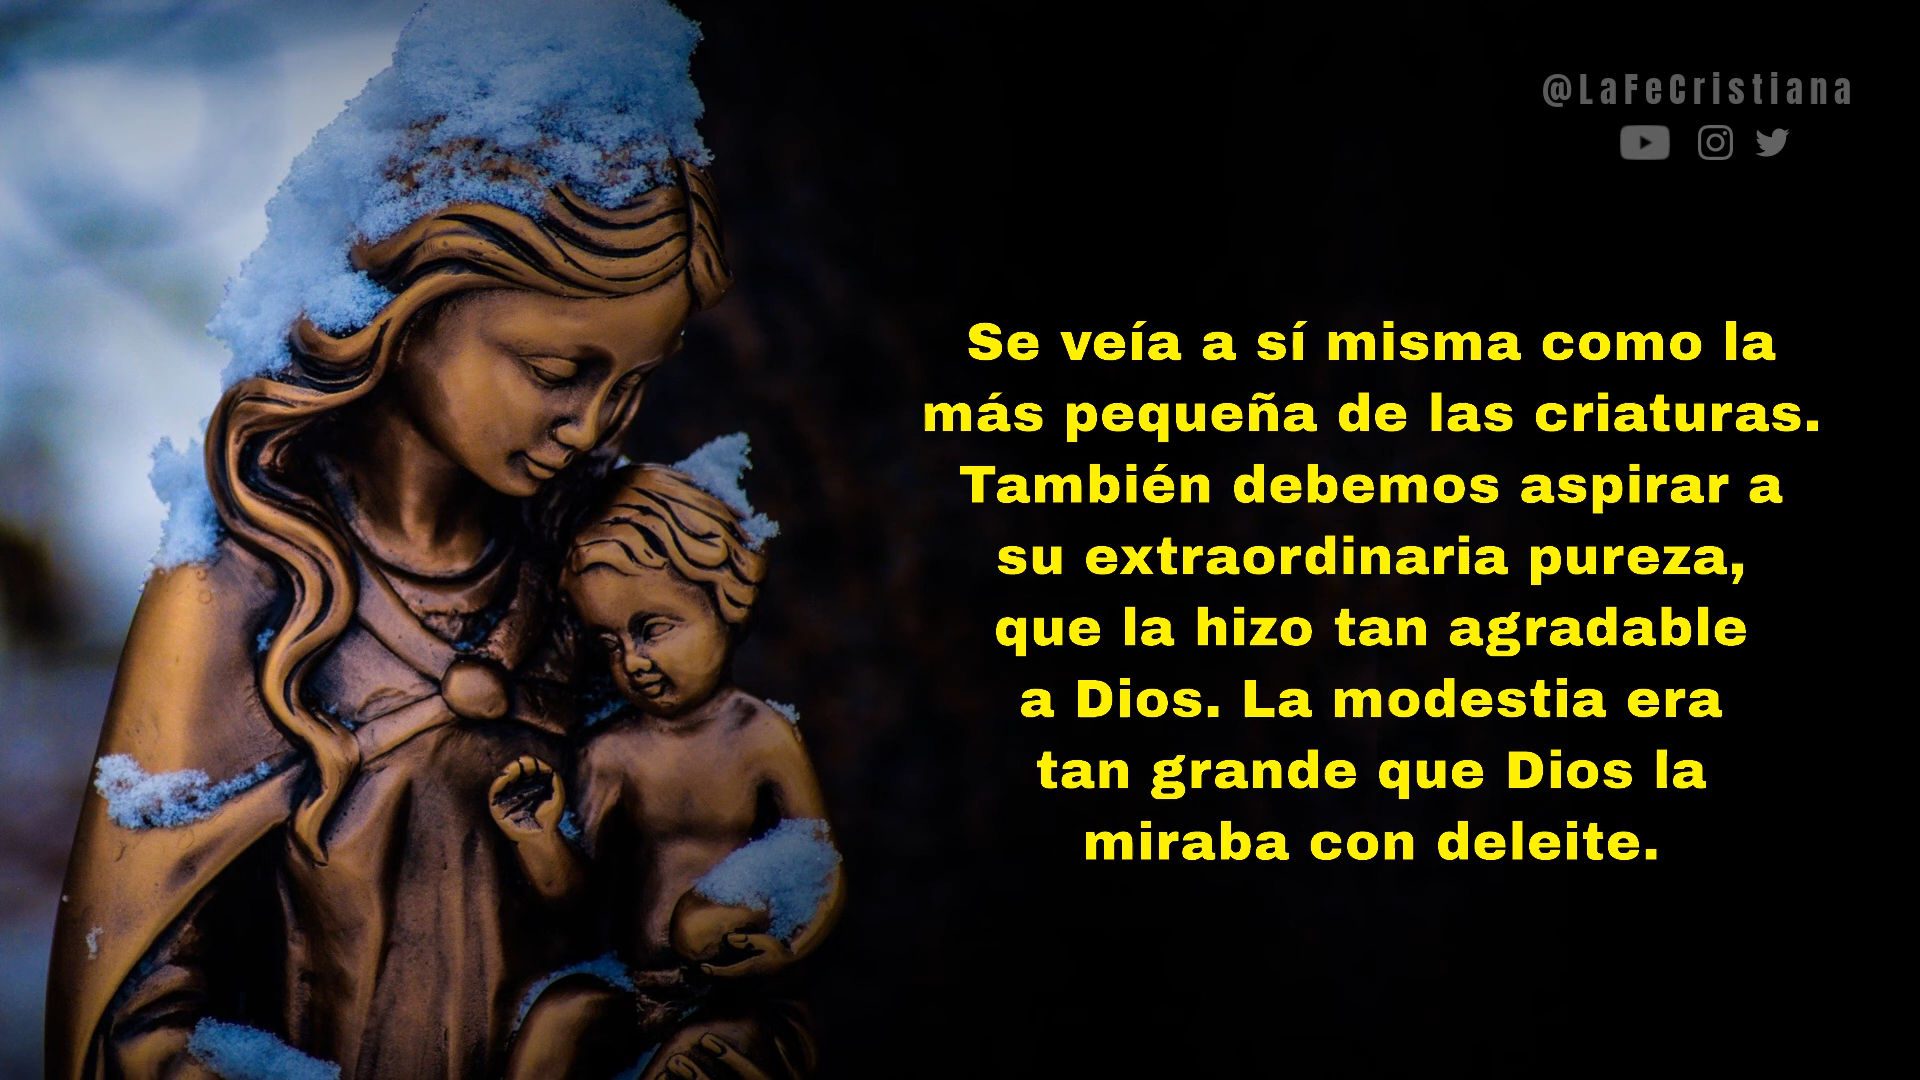 @LaFeCristiana
Se veía a sí misma como la
más pequeña de las criaturas.
También debemos aspirar a
su extraordinaria pureza,
que la hizo tan agradable
a Dios. La modestia era
tan grande que Dios la
miraba con deleite.